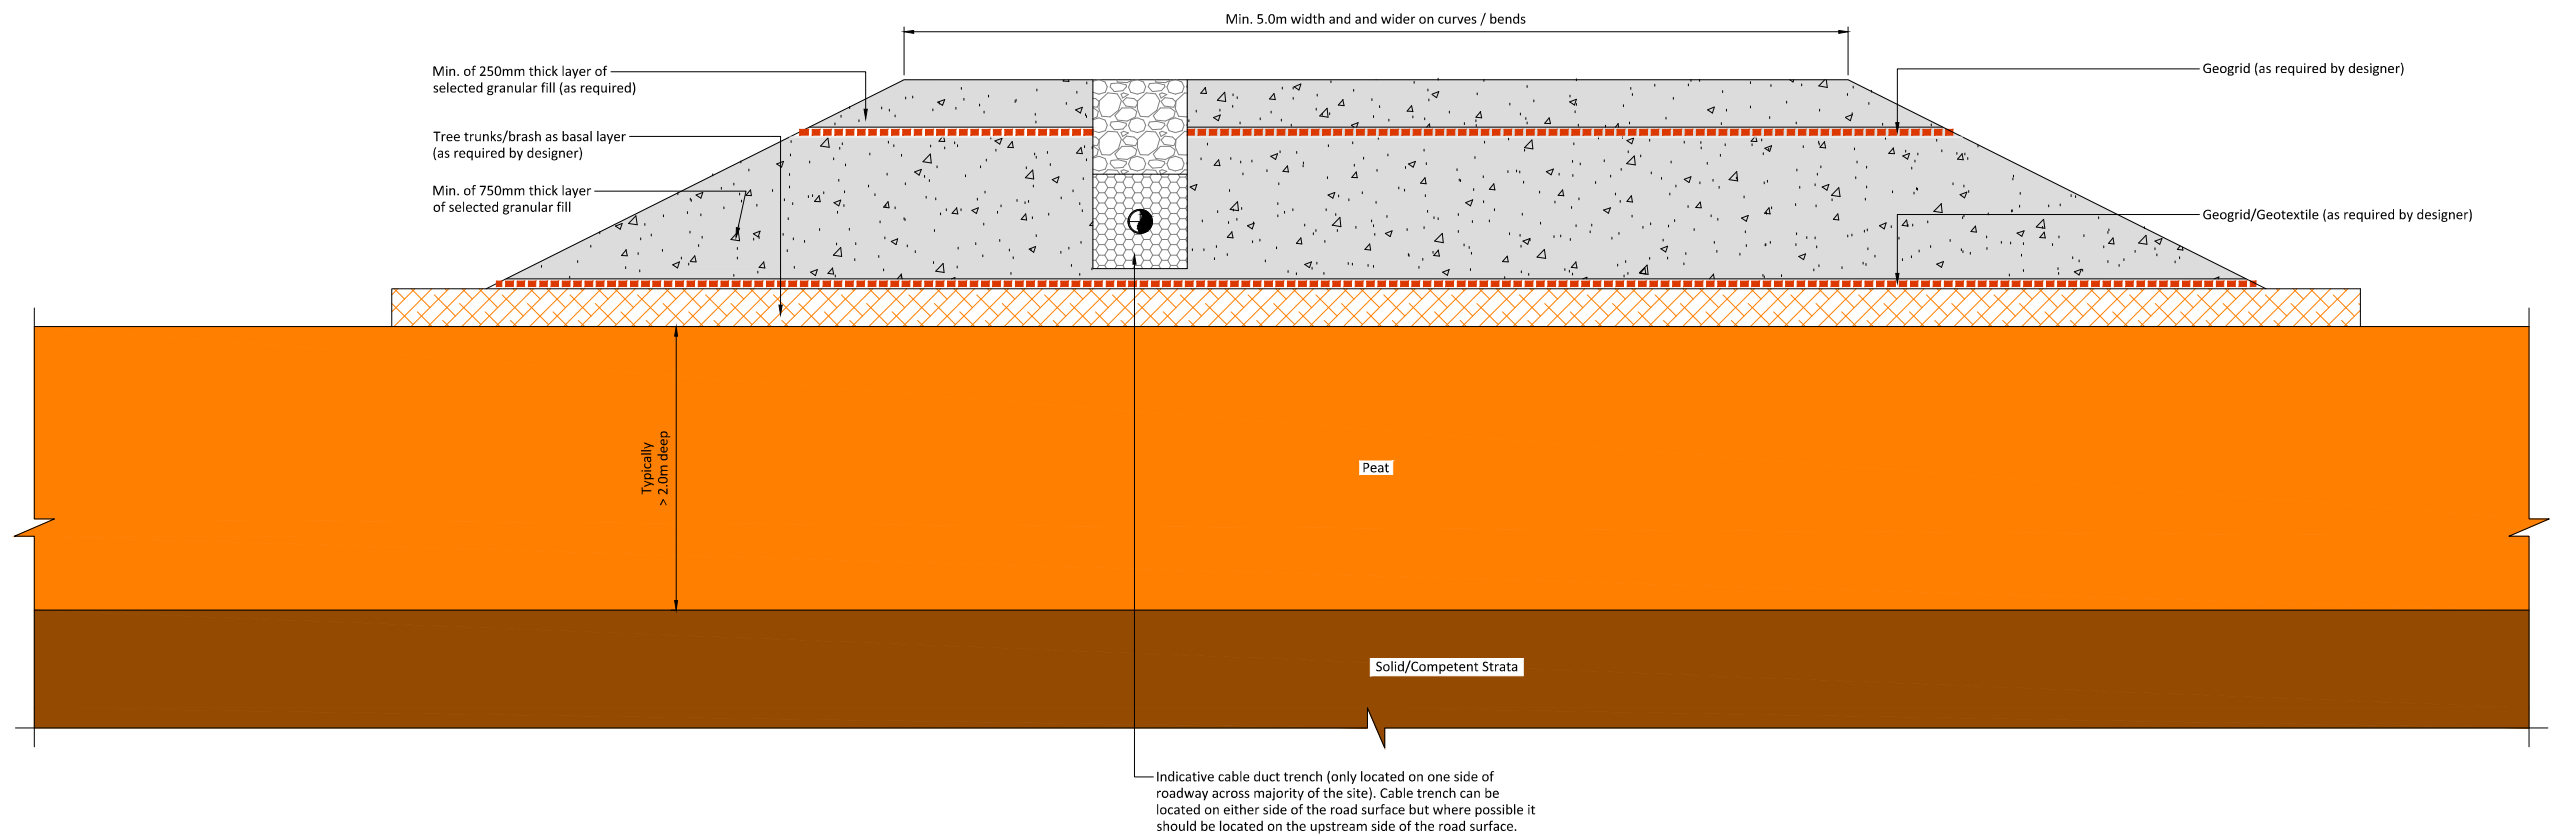 Min. 5.0m width and and wider on curves / bends
Min. of 250mm thick layer of
selected granular fill (as required)
Geogrid (as required by designer)
Tree trunks/brash as basal layer
(as required by designer)
Min. of 750mm thick layer
of selected granular fill
Geogrid/Geotextile (as required by designer)
Typically
> 2.0m deep
Peat
Solid/Competent Strata
Indicative cable duct trench (only located on one side of
roadway across majority of the site). Cable trench can be
located on either side of the road surface but where possible it
should be located on the upstream side of the road surface.